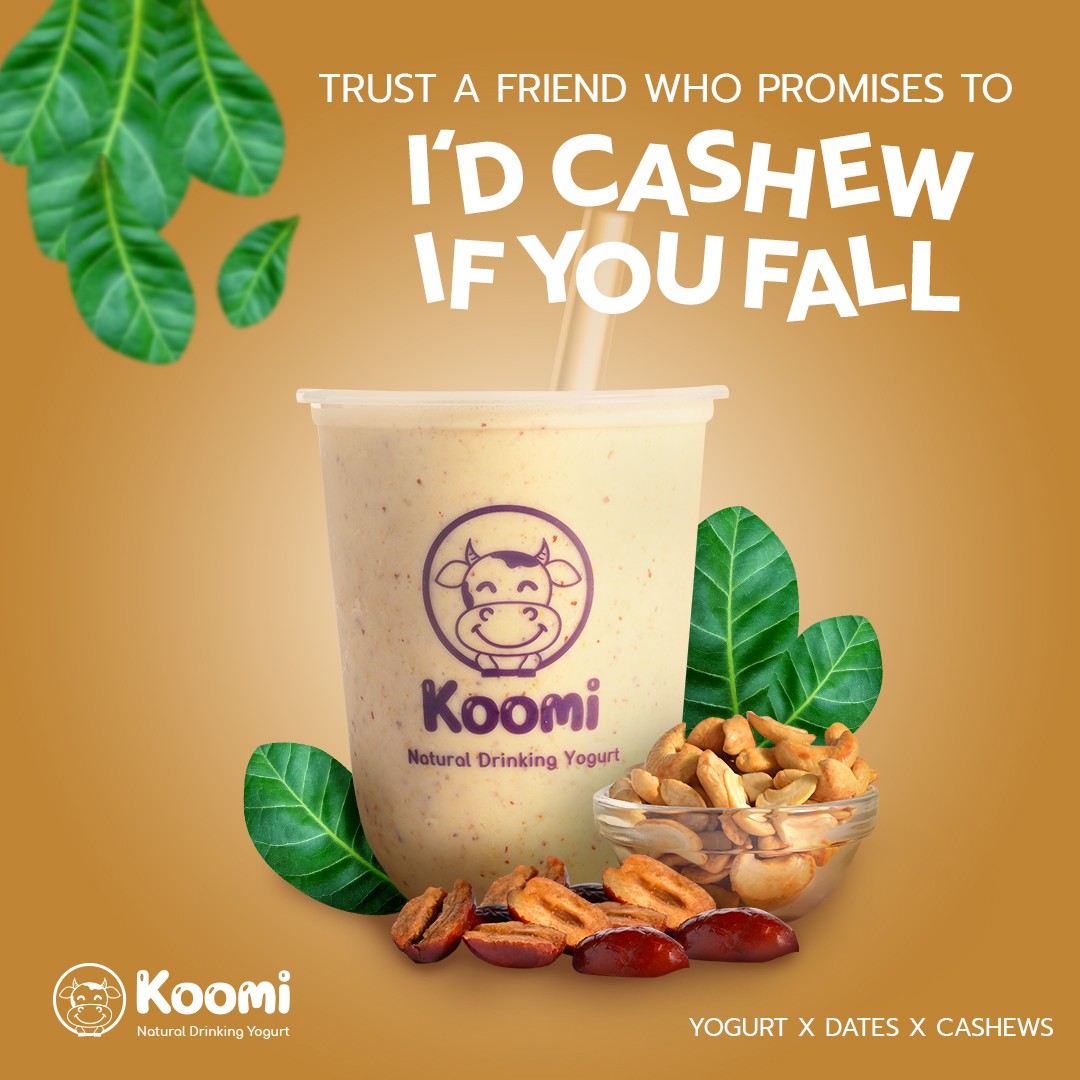 TRUST A FRIEND WHO PROMISES TO
I'D CASHEW
IF YOU FALL
Koomi
Natural Drinking Yogurt
Koomi
Natural Drinking Yogurt
YOGURT X DATES X CASHEWS